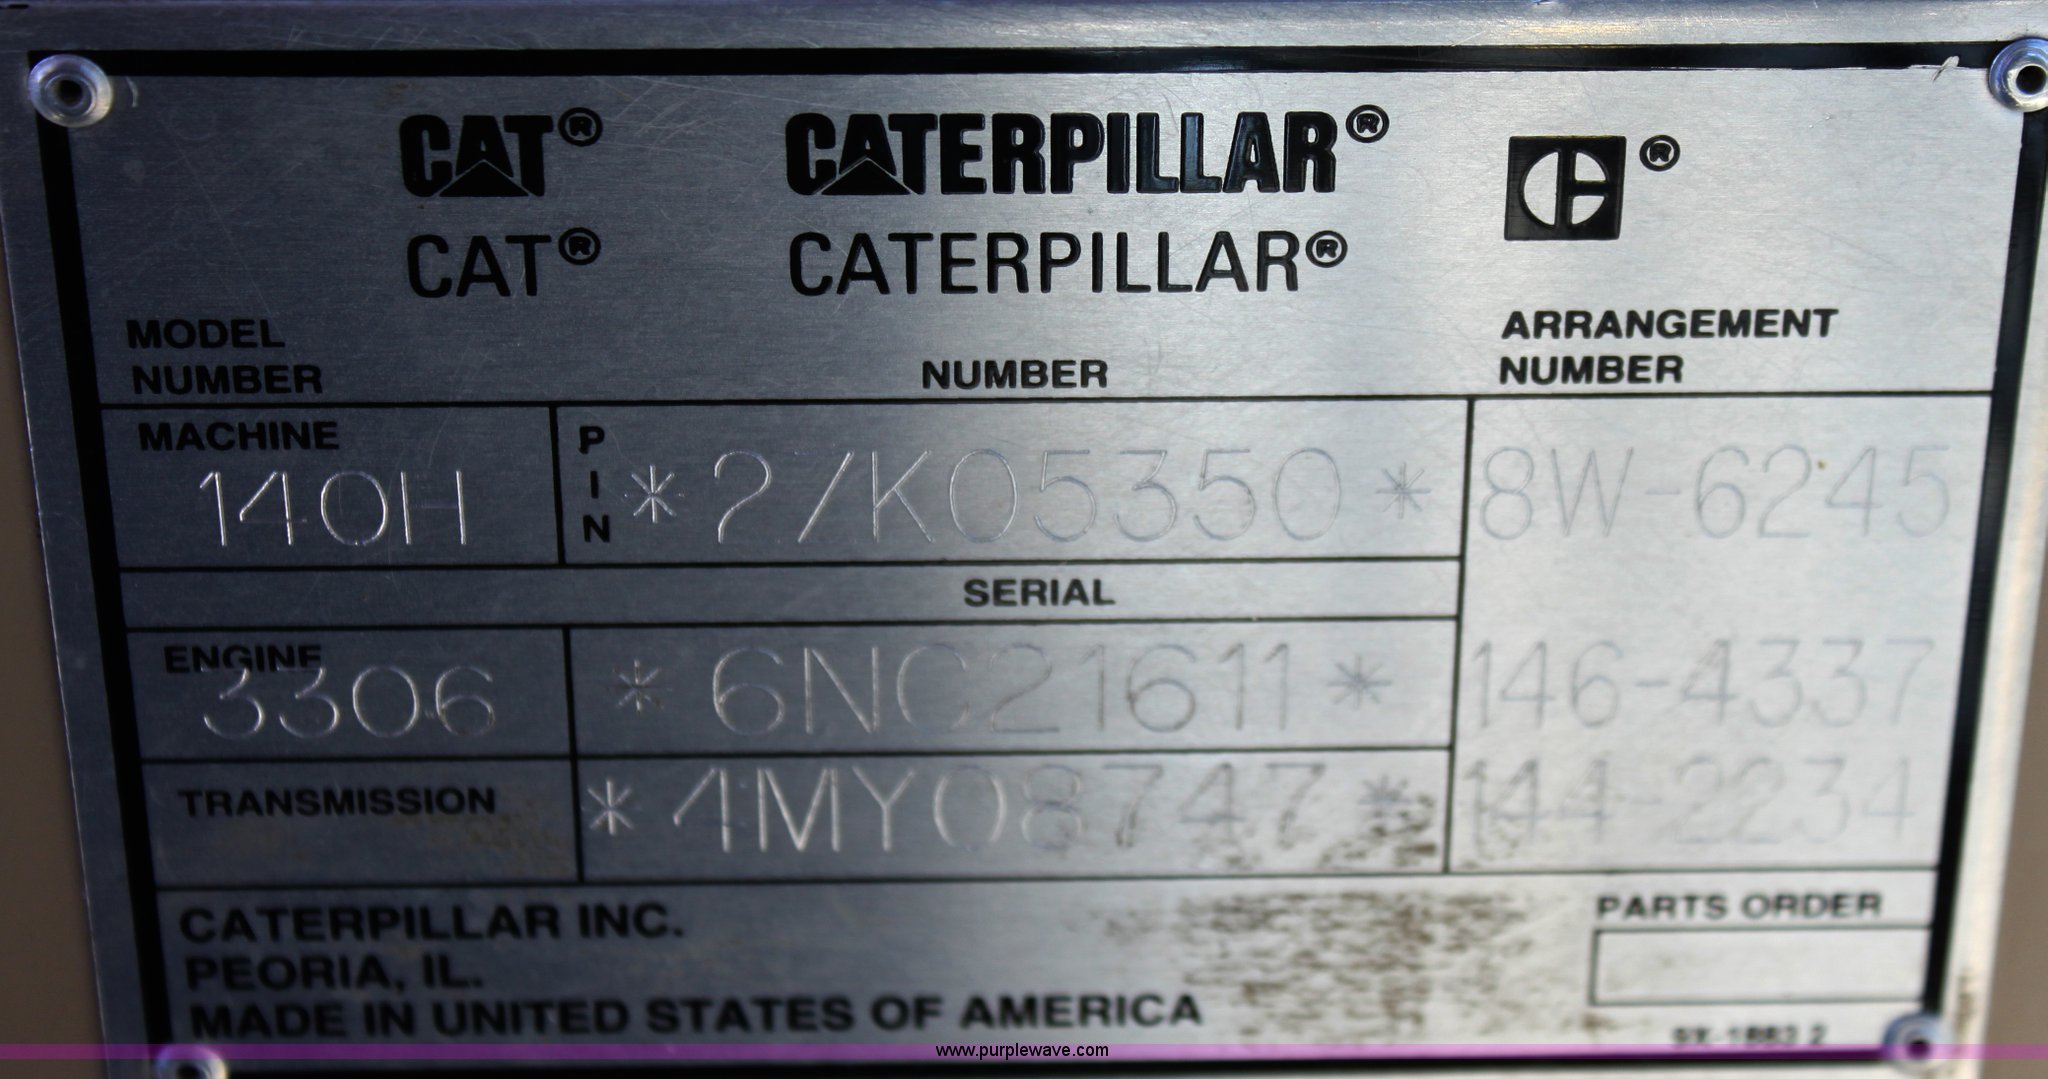 CAT® CATERPILLAR® ®
CAT® CATERPILLAR®
MODEL NUMBER
NUMBER
ARRANGEMENT NUMBER
MACHINE
140H
PIN
*2ZK05350*
8W-6245
SERIAL
ENGINE
3306
*6NC21611*
146-4337
TRANSMISSION
*4MY08747*
144-2234
CATERPILLAR INC.
PEORIA, IL.
MADE IN UNITED STATES OF AMERICA
PARTS ORDER
www.purplewave.com